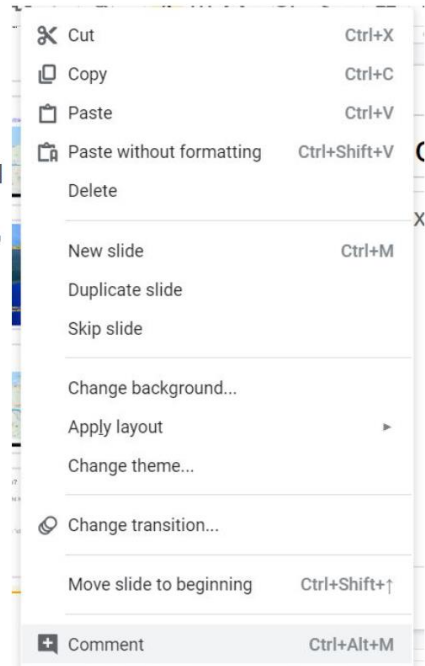 Cut Ctrl+X
Copy Ctrl+C
Paste Ctrl+V
Paste without formatting Ctrl+Shift+V
Delete
New slide Ctrl+M
Duplicate slide
Skip slide
Change background...
Apply layout ►
Change theme...
Change transition...
Move slide to beginning Ctrl+Shift+↑
Comment Ctrl+Alt+M